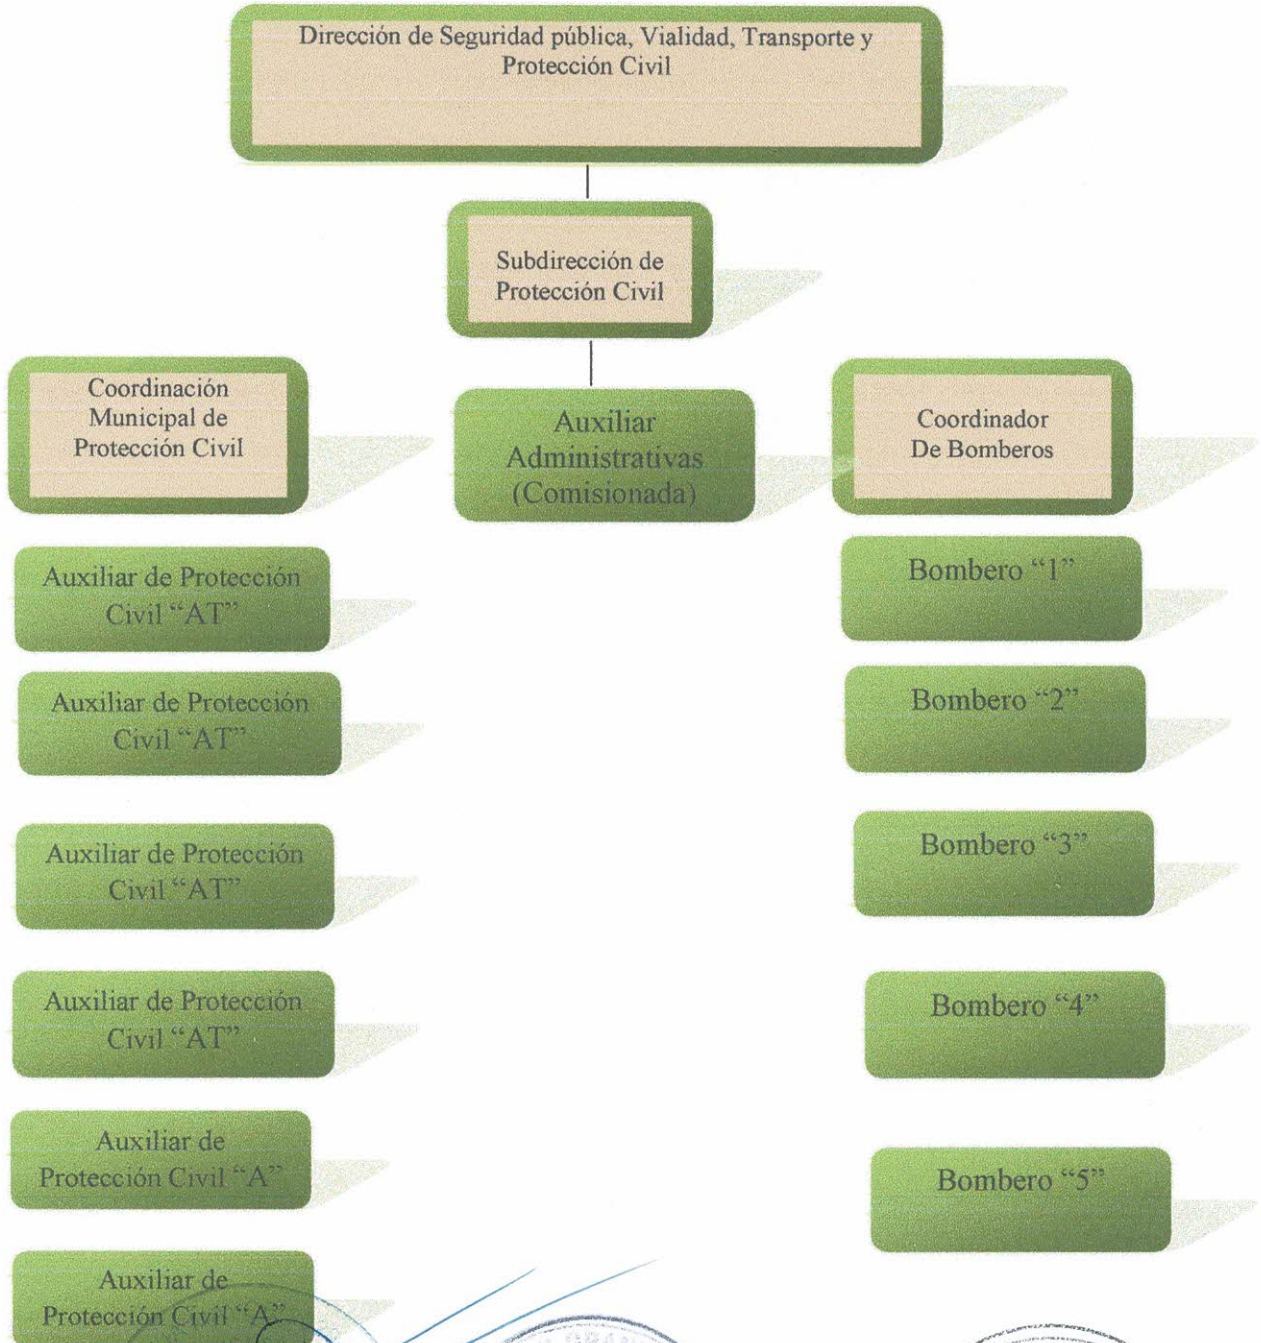 Dirección de Seguridad pública, Vialidad, Transporte y
Protección Civil
Subdirección de
Protección Civil
Coordinación
Municipal de
Protección Civil
Auxiliar
Administrativas
(Comisionada)
Coordinador
De Bomberos
Auxiliar de Protección
Civil “AT”
Auxiliar de Protección
Civil “AT”
Auxiliar de Protección
Civil “AT”
Auxiliar de Protección
Civil “AT”
Auxiliar de
Protección Civil “A”
Auxiliar de
Protección Civil “A”
Bombero “1”
Bombero “2”
Bombero “3”
Bombero “4”
Bombero “5”